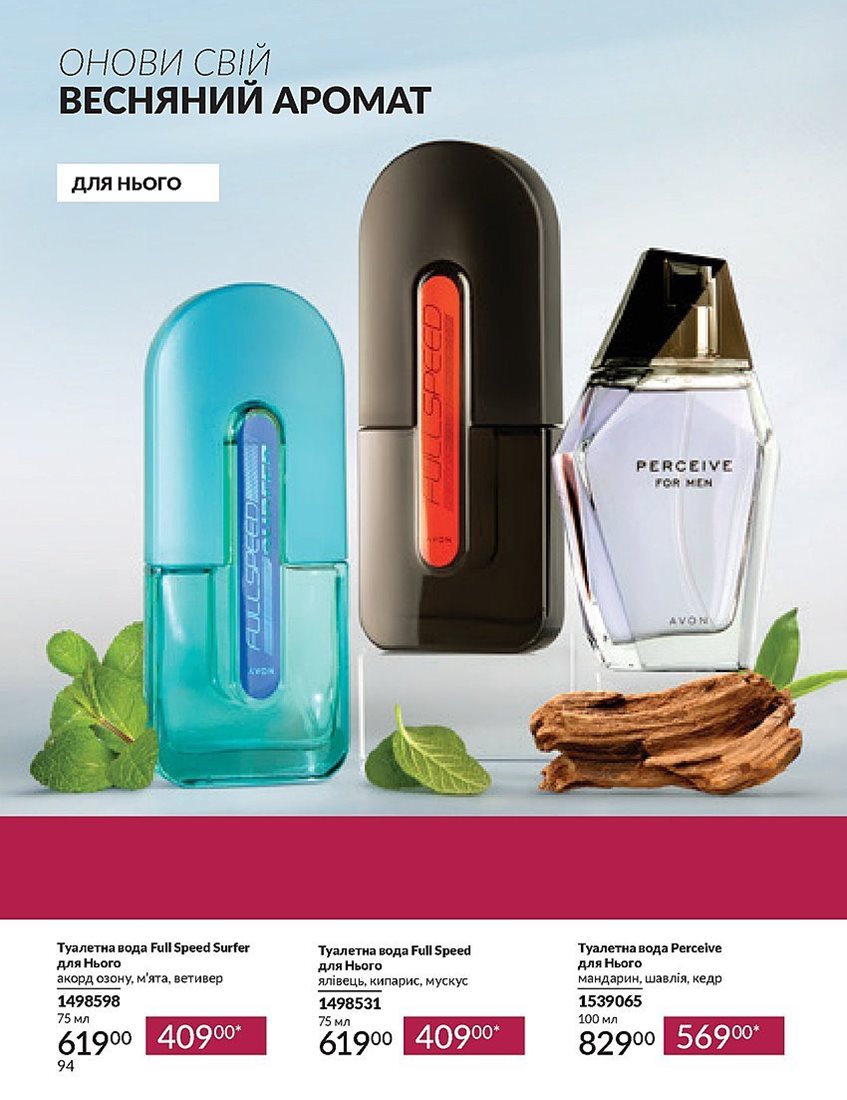 ОНОВИ СВІЙ
ВЕСНЯНИЙ АРОМАТ
ДЛЯ НЬОГО
FULL SPEED
SURFER
AVON
FULL SPEED
AVON
PERCEIVE
FOR MEN
AVON
Туалетна вода Full Speed Surfer
для Нього
акорд озону, м'ята, ветивер
1498598
75 мл
619⁰⁰ 409⁰⁰*
Туалетна вода Full Speed
для Нього
ялівець, кипарис, мускус
1498531
75 мл
619⁰⁰ 409⁰⁰*
Туалетна вода Perceive
для Нього
мандарин, шавлія, кедр
1539065
100 мл
829⁰⁰ 569⁰⁰*
94